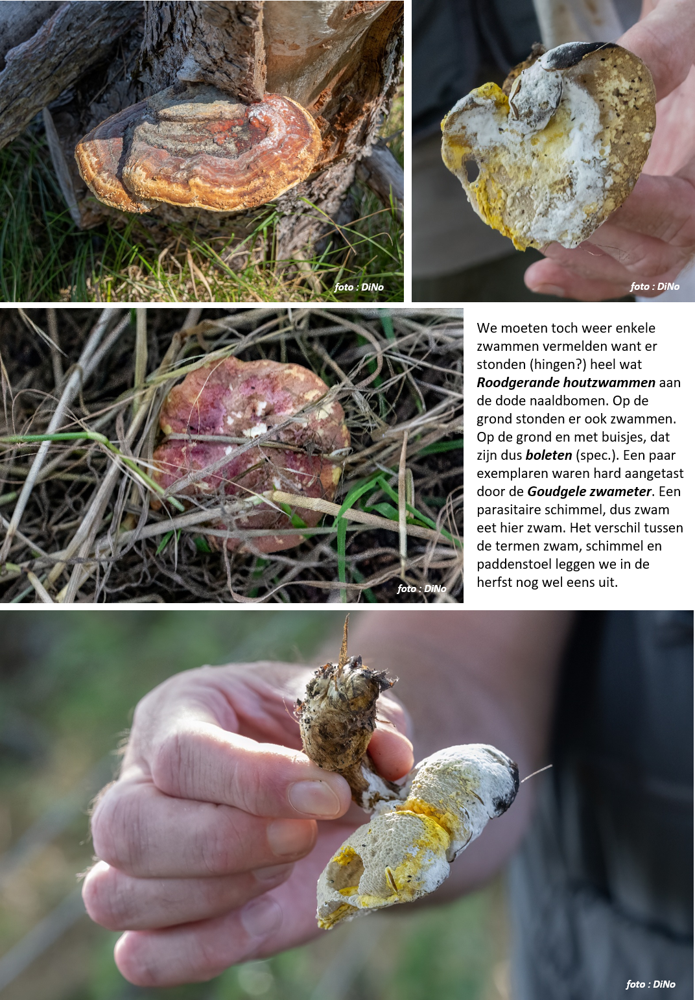 foto : DiNo
foto : DiNo
We moeten toch weer enkele
zwammen vermelden want er
stonden (hingen?) heel wat
Roodgerande houtzwammen aan
de dode naaldbomen. Op de
grond stonden er ook zwammen.
Op de grond en met buisjes, dat
zijn dus boleten (spec.). Een paar
exemplaren waren hard aangetast
door de Goudgele zwameter. Een
parasitaire schimmel, dus zwam
eet hier zwam. Het verschil tussen
de termen zwam, schimmel en
paddenstoel leggen we in de
herfst nog wel eens uit.
foto : DiNo
foto : DiNo